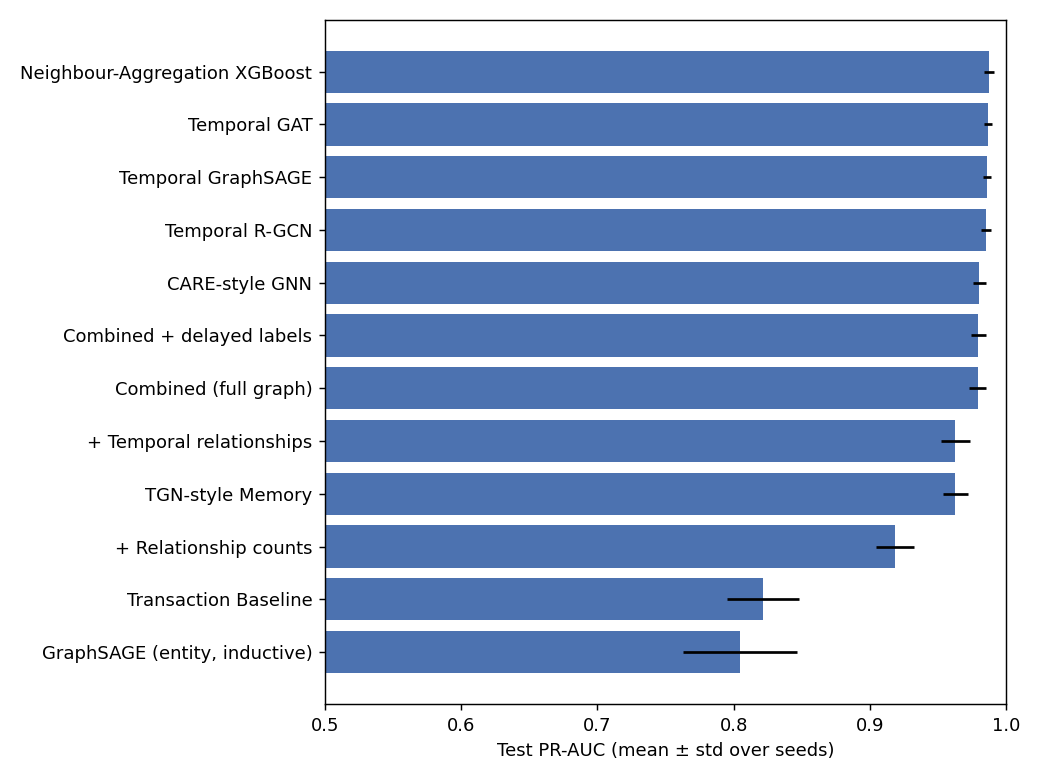 Neighbour-Aggregation XGBoost
Temporal GAT
Temporal GraphSAGE
Temporal R-GCN
CARE-style GNN
Combined + delayed labels
Combined (full graph)
+ Temporal relationships
TGN-style Memory
+ Relationship counts
Transaction Baseline
GraphSAGE (entity, inductive)
0.5 0.6 0.7 0.8 0.9 1.0
Test PR-AUC (mean ± std over seeds)